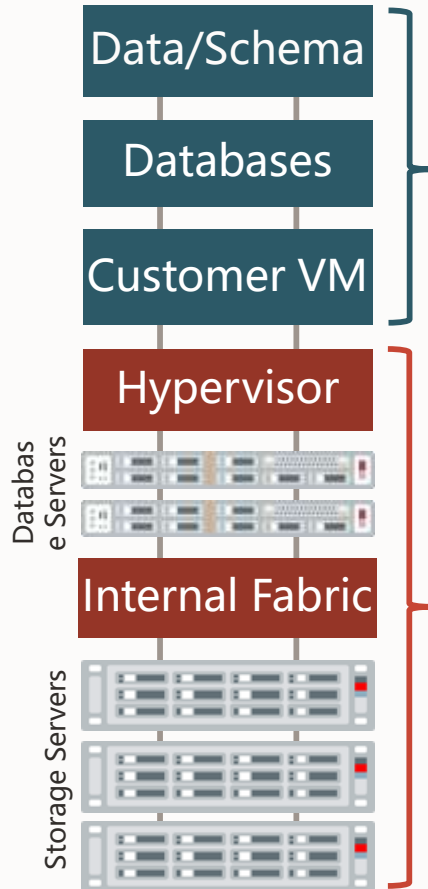 Data/Schema
Databases
Customer VM
Hypervisor
Databas
e Servers
Internal Fabric
Storage Servers